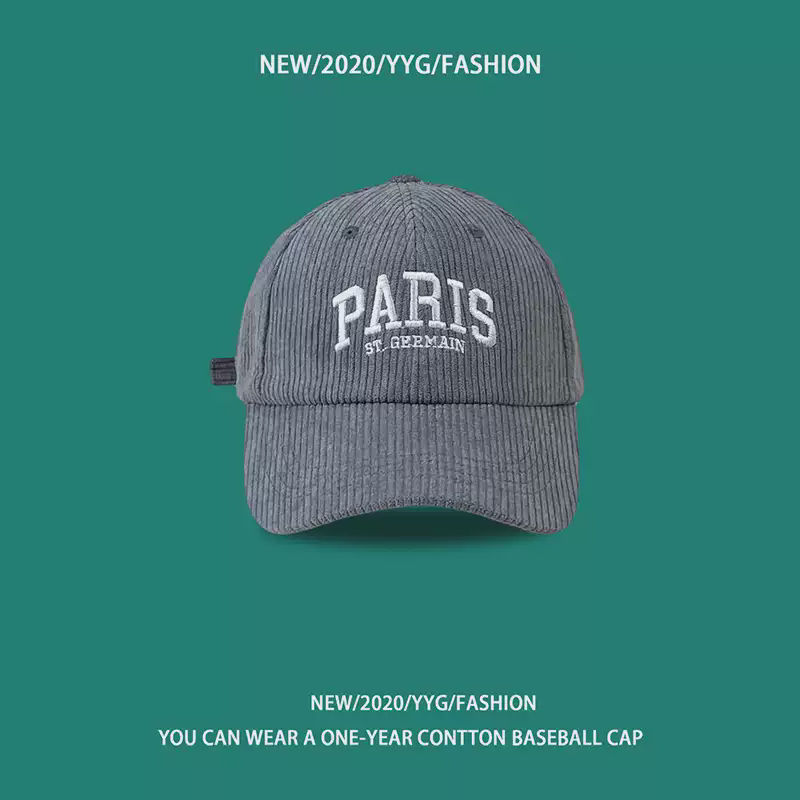 NEW/2020/YYG/FASHION
PARIS
ST. GERMAIN
NEW/2020/YYG/FASHION
YOU CAN WEAR A ONE-YEAR CONTTON BASEBALL CAP